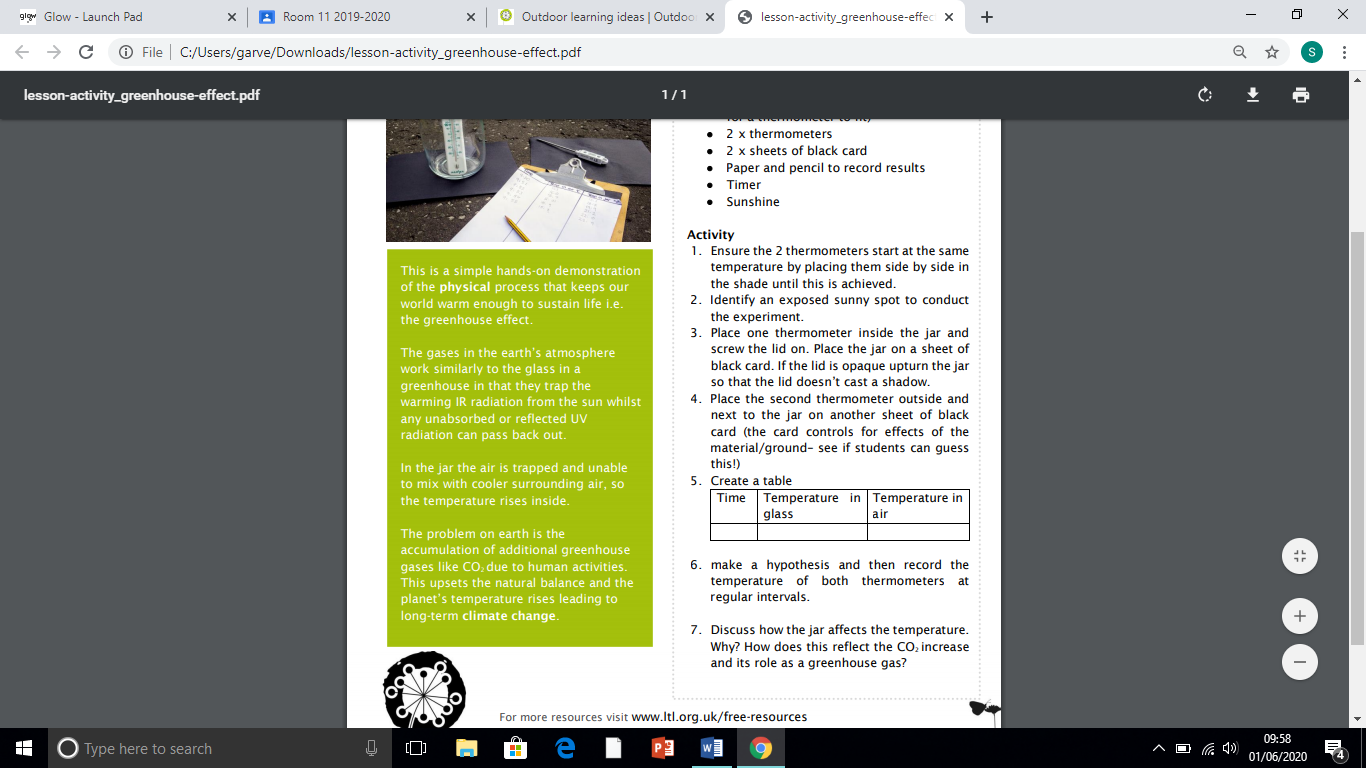 glow Glow - Launch Pad
Room 11 2019-2020
Outdoor learning ideas | Outdoo
lesson-activity_greenhouse-effec
File | C:/Users/garve/Downloads/lesson-activity_greenhouse-effect.pdf
S
lesson-activity_greenhouse-effect.pdf
1 / 1
for a thermometer to fit)
• 2 x thermometers
• 2 x sheets of black card
• Paper and pencil to record results
• Timer
• Sunshine
This is a simple hands-on demonstration
of the physical process that keeps our
world warm enough to sustain life i.e.
the greenhouse effect.
The gases in the earth's atmosphere
work similarly to the glass in a
greenhouse in that they trap the
warming IR radiation from the sun whilst
any unabsorbed or reflected UV
radiation can pass back out.
In the jar the air is trapped and unable
to mix with cooler surrounding air, so
the temperature rises inside.
The problem on earth is the
accumulation of additional greenhouse
gases like CO₂ due to human activities.
This upsets the natural balance and the
planet's temperature rises leading to
long-term climate change.
Activity
1. Ensure the 2 thermometers start at the same
temperature by placing them side by side in
the shade until this is achieved.
2. Identify an exposed sunny spot to conduct
the experiment.
3. Place one thermometer inside the jar and
screw the lid on. Place the jar on a sheet of
black card. If the lid is opaque upturn the jar
so that the lid doesn't cast a shadow.
4. Place the second thermometer outside and
next to the jar on another sheet of black
card (the card controls for effects of the
material/ground- see if students can guess
this!)
5. Create a table
Time Temperature in glass Temperature in air
6. make a hypothesis and then record the
temperature of both thermometers at
regular intervals.
7. Discuss how the jar affects the temperature.
Why? How does this reflect the CO₂ increase
and its role as a greenhouse gas?
For more resources visit www.ltl.org.uk/free-resources
Type here to search
09:58
01/06/2020
4